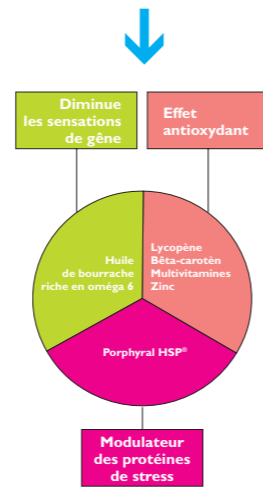 Diminue
les sensations
de gêne
Effet
antioxydant
Huile
de bourrache
riche en oméga 6
Lycopène
Bêta-carotèn
Multivitamines
Zinc
Porphyral HSP®
Modulateur
des protéines
de stress